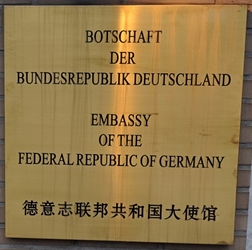 BOTSCHAFT
DER
BUNDESREPUBLIK DEUTSCHLAND
EMBASSY
OF THE
FEDERAL REPUBLIC OF GERMANY
德意志联邦共和国大使馆